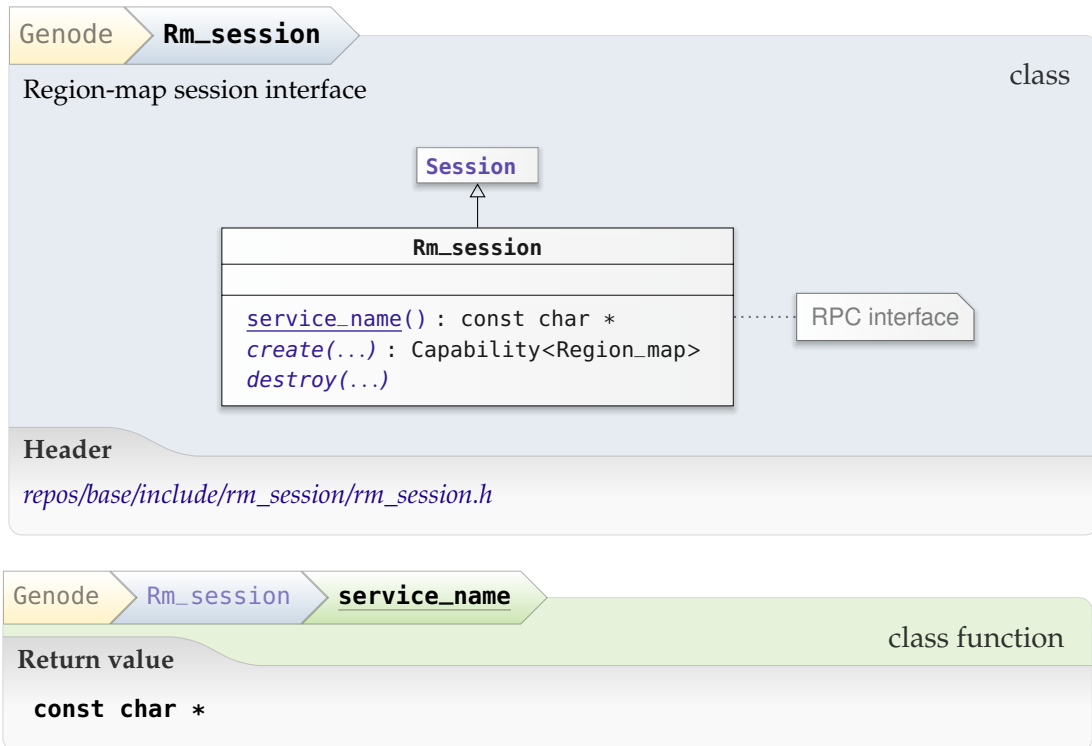 Genode Rm_session
class
Region-map session interface
Session
Rm_session
service_name() : const char *
create(...) : Capability<Region_map>
destroy(...)
RPC interface
Header
repos/base/include/rm_session/rm_session.h
Genode Rm_session service_name
class function
Return value
const char *